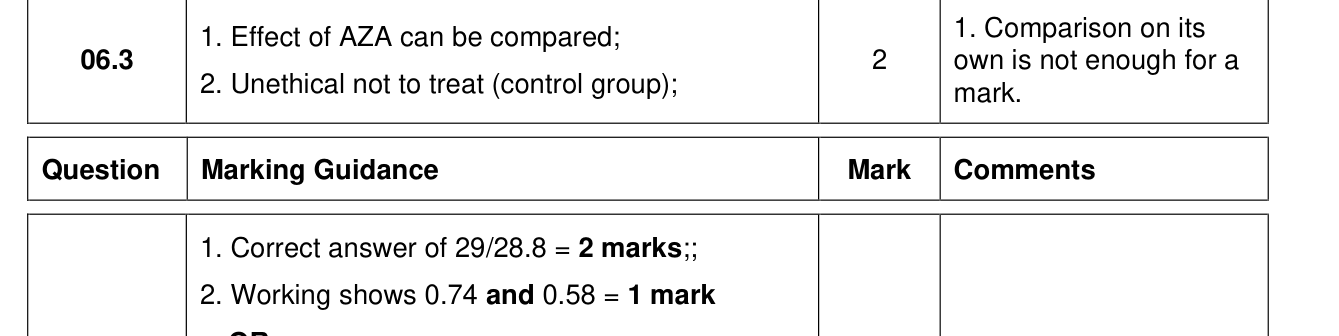 06.3
1. Effect of AZA can be compared;
2. Unethical not to treat (control group);
2
1. Comparison on its
own is not enough for a
mark.
Question Marking Guidance Mark Comments
1. Correct answer of 29/28.8 = 2 marks;;
2. Working shows 0.74 and 0.58 = 1 mark
OR